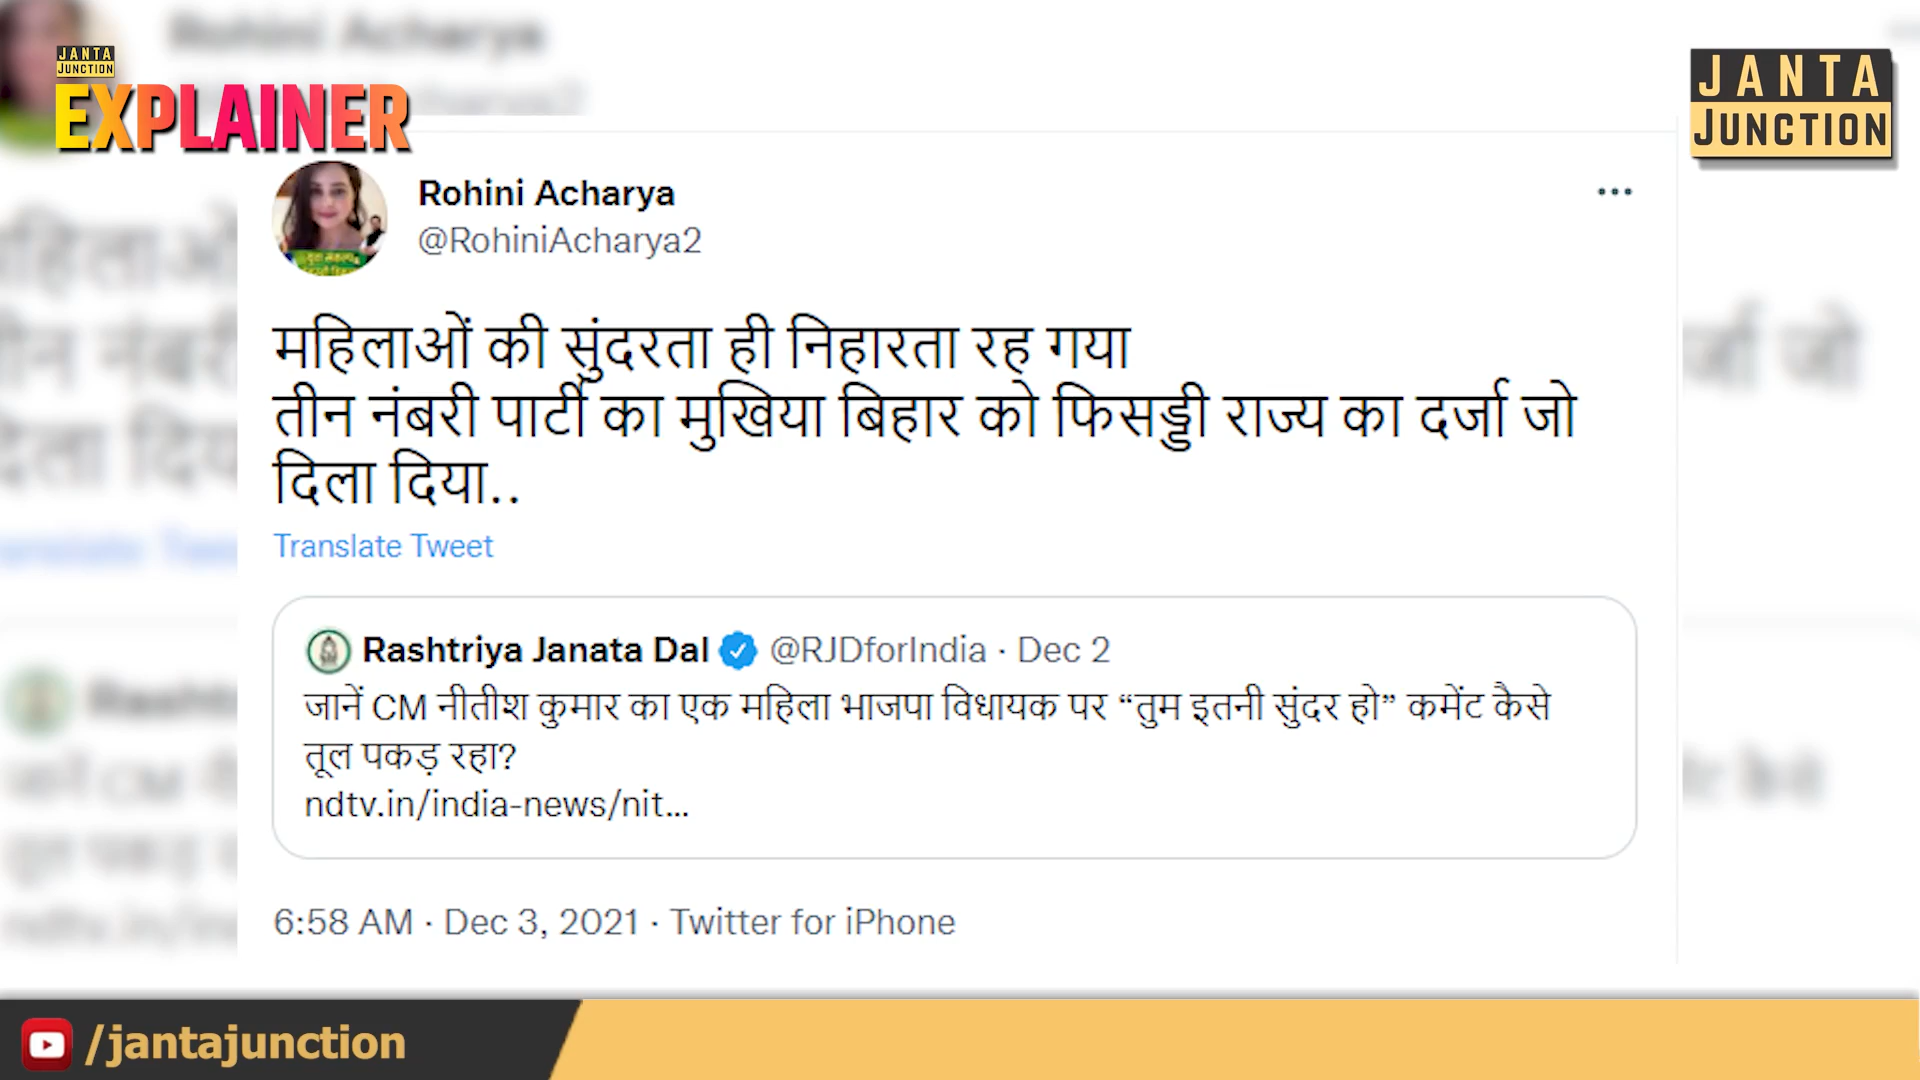 JANTA
JUNCTION
EXPLAINER
JANTA
JUNCTION
Rohini Acharya
@RohiniAcharya2
महिलाओं की सुंदरता ही निहारता रह गया
तीन नंबरी पार्टी का मुखिया बिहार को फिसड्डी राज्य का दर्जा जो
दिला दिया..
Translate Tweet
Rashtriya Janata Dal @RJDforIndia · Dec 2
जानें CM नीतीश कुमार का एक महिला भाजपा विधायक पर “तुम इतनी सुंदर हो” कमेंट कैसे
तूल पकड़ रहा?
ndtv.in/india-news/nit...
6:58 AM · Dec 3, 2021 · Twitter for iPhone
/jantajunction